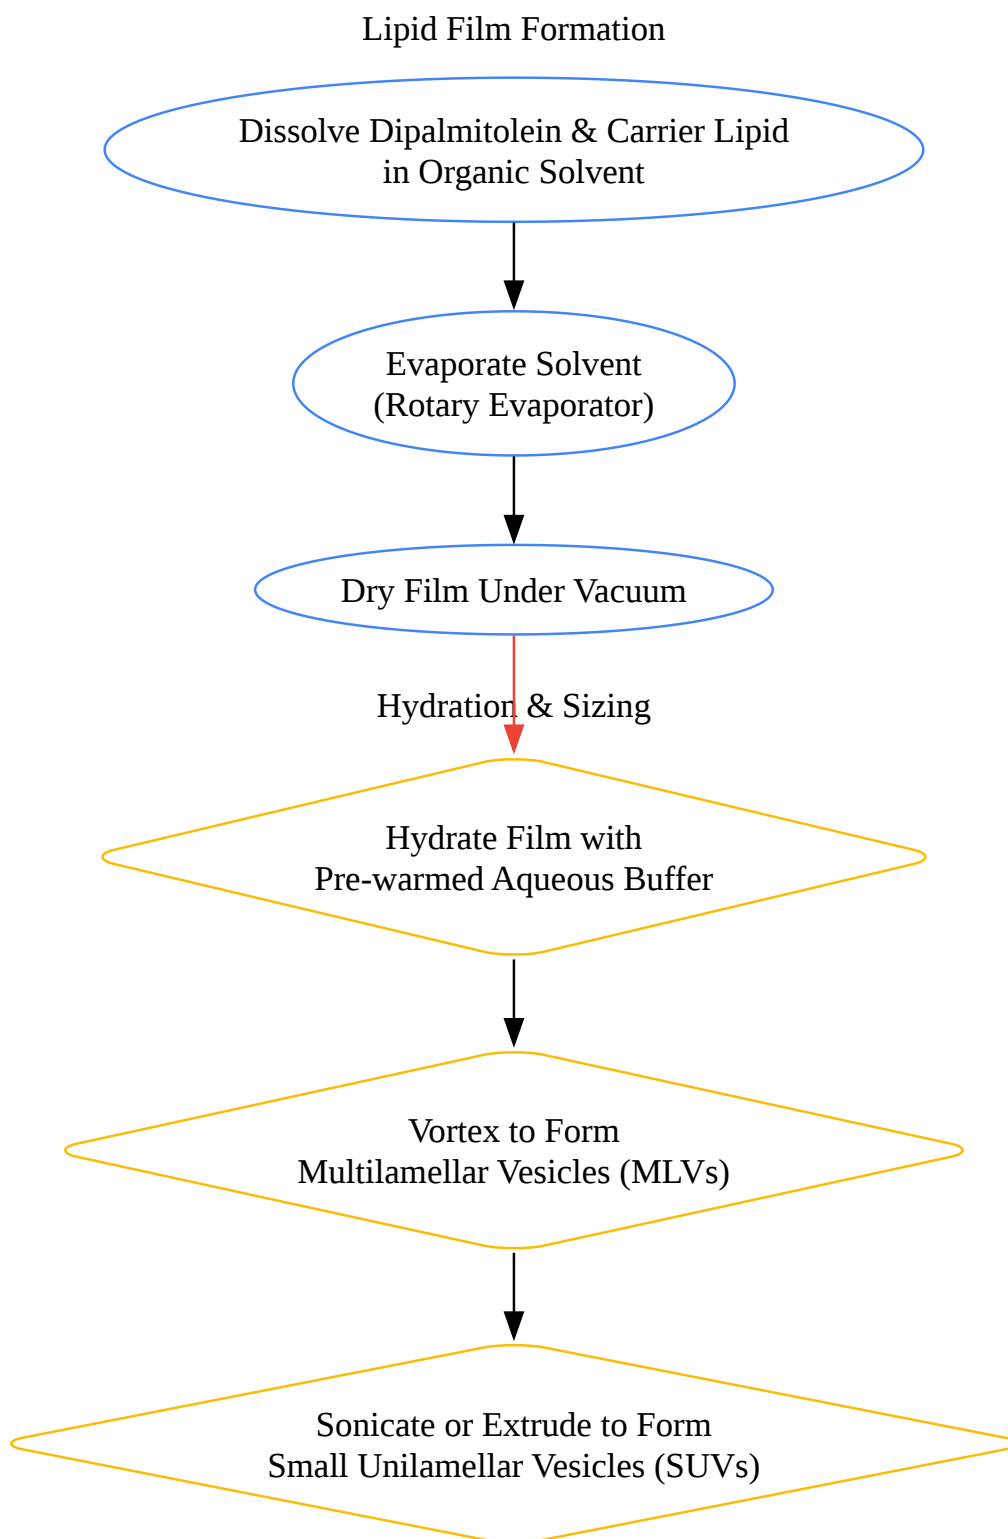 Lipid Film Formation
Dissolve Dipalmitolein & Carrier Lipid
in Organic Solvent
Evaporate Solvent
(Rotary Evaporator)
Dry Film Under Vacuum
Hydration & Sizing
Hydrate Film with
Pre-warmed Aqueous Buffer
Vortex to Form
Multilamellar Vesicles (MLVs)
Sonicate or Extrude to Form
Small Unilamellar Vesicles (SUVs)